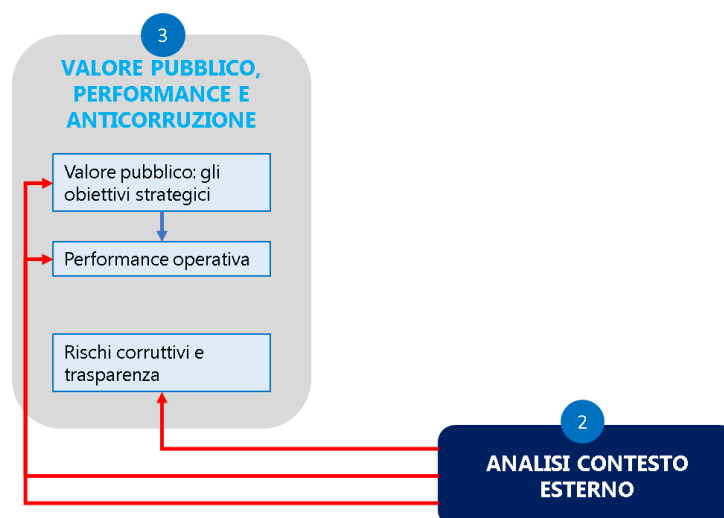 3
VALORE PUBBLICO,
PERFORMANCE E
ANTICORRUZIONE
Valore pubblico: gli
obiettivi strategici
Performance operativa
Rischi corruttivi e
trasparenza
2
ANALISI CONTESTO
ESTERNO